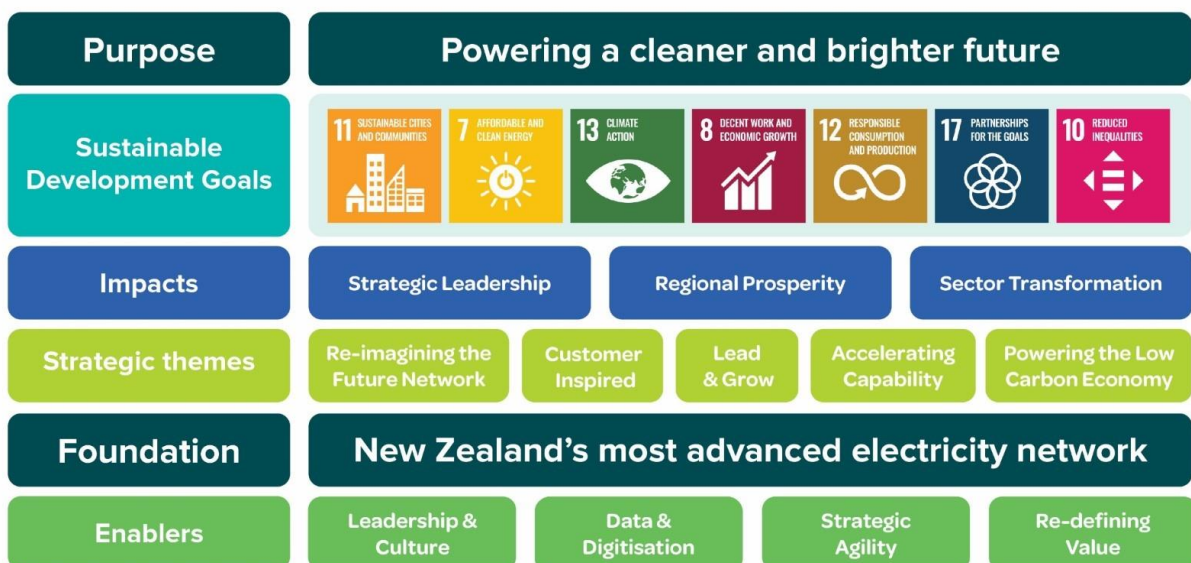 Purpose
Powering a cleaner and brighter future
Sustainable
Development Goals
11 SUSTAINABLE CITIES
AND COMMUNITIES
7 AFFORDABLE AND
CLEAN ENERGY
13 CLIMATE
ACTION
8 DECENT WORK AND
ECONOMIC GROWTH
12 RESPONSIBLE
CONSUMPTION
AND PRODUCTION
17 PARTNERSHIPS
FOR THE GOALS
10 REDUCED
INEQUALITIES
Impacts
Strategic Leadership
Regional Prosperity
Sector Transformation
Strategic themes
Re-imagining the
Future Network
Customer
Inspired
Lead
& Grow
Accelerating
Capability
Powering the Low
Carbon Economy
Foundation
New Zealand’s most advanced electricity network
Enablers
Leadership &
Culture
Data &
Digitisation
Strategic
Agility
Re-defining
Value